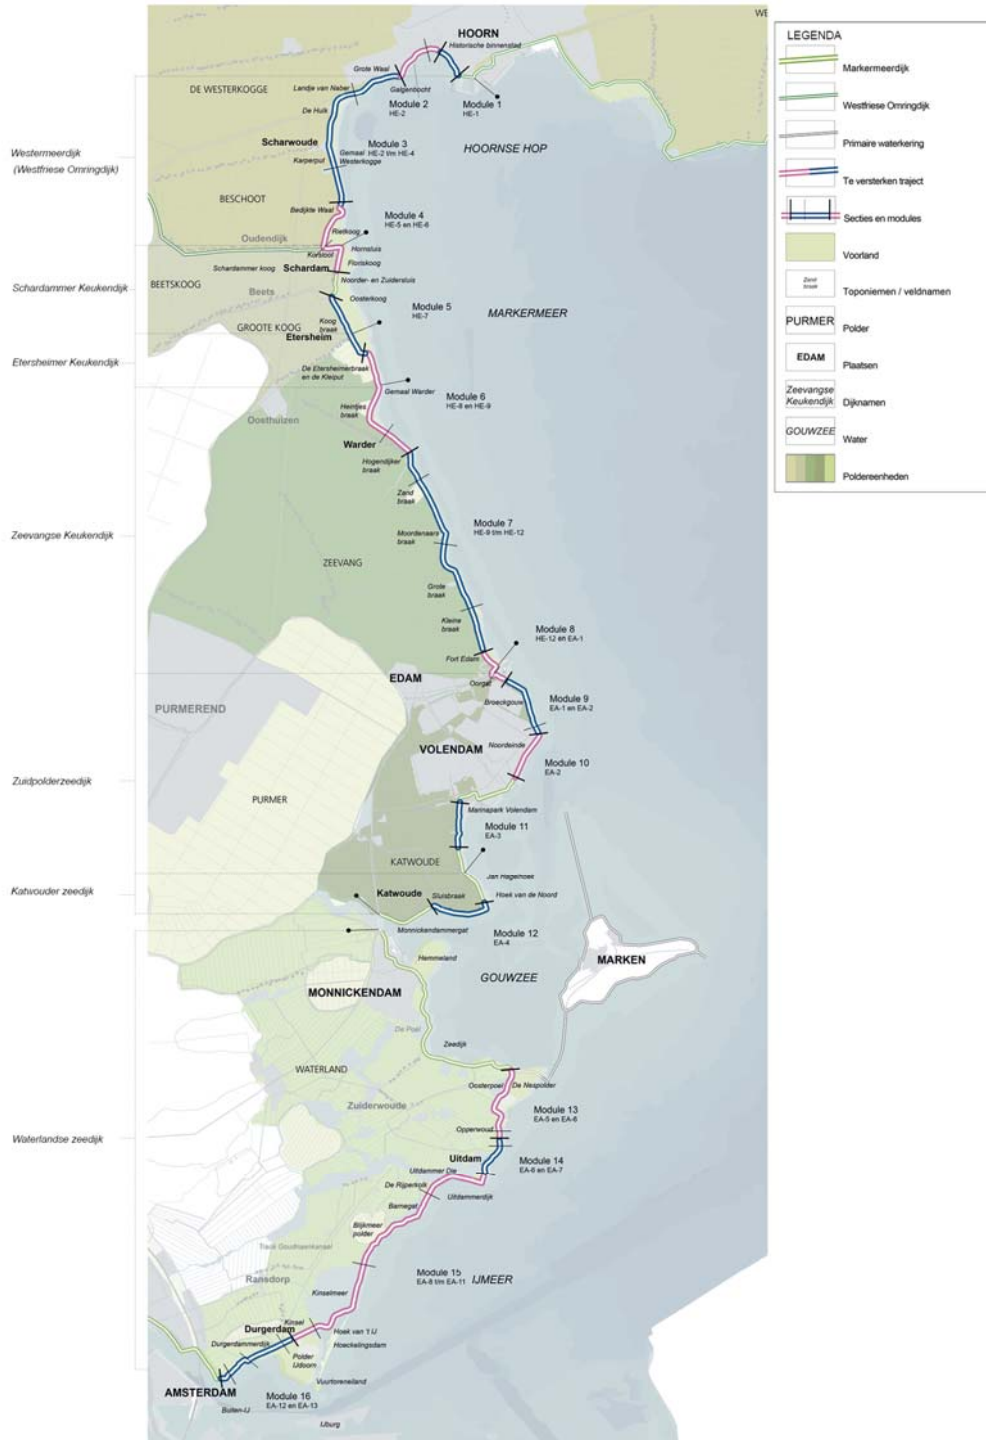 HOORN
Historische binnenstad
WE
Grote Waal
Galgenbocht
DE WESTERKOGGE
Landje van Naber
Module 2
HE-2
Module 1
HE-1
De Hulk
Scharwoude
Module 3
HE-2 t/m HE-4
HOORNSE HOP
Westermeerdijk
(Westfriese Omringdijk)
Gemaal
Westerkogge
Karperput
BESCHOOT
Bedijkte Waal
Module 4
HE-5 en HE-6
Rietkoog
Oudendijk
Korsloot
Hornsluis
Floriskoog
Schardammer koog
Schardam
Noorder- en Zuidersluis
Schardammer Keukendijk
BEETSKOOG
Beets
Oosterkoog
Module 5
HE-7
MARKERMEER
GROOTE KOOG
Koog
braak
Etersheim
Etersheimer Keukendijk
De Etersheimerbraak
en de Kleiput
Gemaal Warder
Module 6
HE-8 en HE-9
Heintjes
braak
Oosthuizen
Warder
Hogendijker
braak
Zand
braak
Module 7
HE-9 t/m HE-12
Zeevangse Keukendijk
Moordenaars
braak
ZEEVANG
Grote
braak
Kleine
braak
Module 8
HE-12 en EA-1
Fort Edam
EDAM
Oorgat
PURMEREND
Broeckgouw
Module 9
EA-1 en EA-2
VOLENDAM
Noordeinde
Module 10
EA-2
Zuidpolderzeedijk
PURMER
Marinapark Volendam
Module 11
EA-3
KATWOUDE
Jan Hagelhoek
Katwouder zeedijk
Katwoude
Sluisbraak
Hoek van de Noord
Monnickendammergat
Module 12
EA-4
Hemmeland
GOUWZEE
MARKEN
MONNICKENDAM
De Poel
Zeedijk
WATERLAND
Oosterpoel
De Nespolder
Zuiderwoude
Module 13
EA-5 en EA-6
Opperwoud
Waterlandse zeedijk
Uitdam
Module 14
EA-6 en EA-7
Uitdammer Die
De Rijperkolk
Uitdammerdijk
Barnegat
Blijkmeer
polder
Ransdorp
Module 15
EA-8 t/m EA-11
IJMEER
Kinselmeer
Kinsel
Durgerdam
Hoek van 't IJ
Durgerdammerdijk
Hoeckelingsdam
Polder
IJdoorn
Vuurtoreneiland
AMSTERDAM
Module 16
EA-12 en EA-13
Buiten-IJ
IJburg
LEGENDA
Markermeerdijk
Westfriese Omringdijk
Primaire waterkering
Te versterken traject
Secties en modules
Voorland
Zand
braak
Toponiemen / veldnamen
PURMER
Polder
EDAM
Plaatsen
Zeevangse
Keukendijk
Dijknamen
GOUWZEE
Water
Poldereenheden